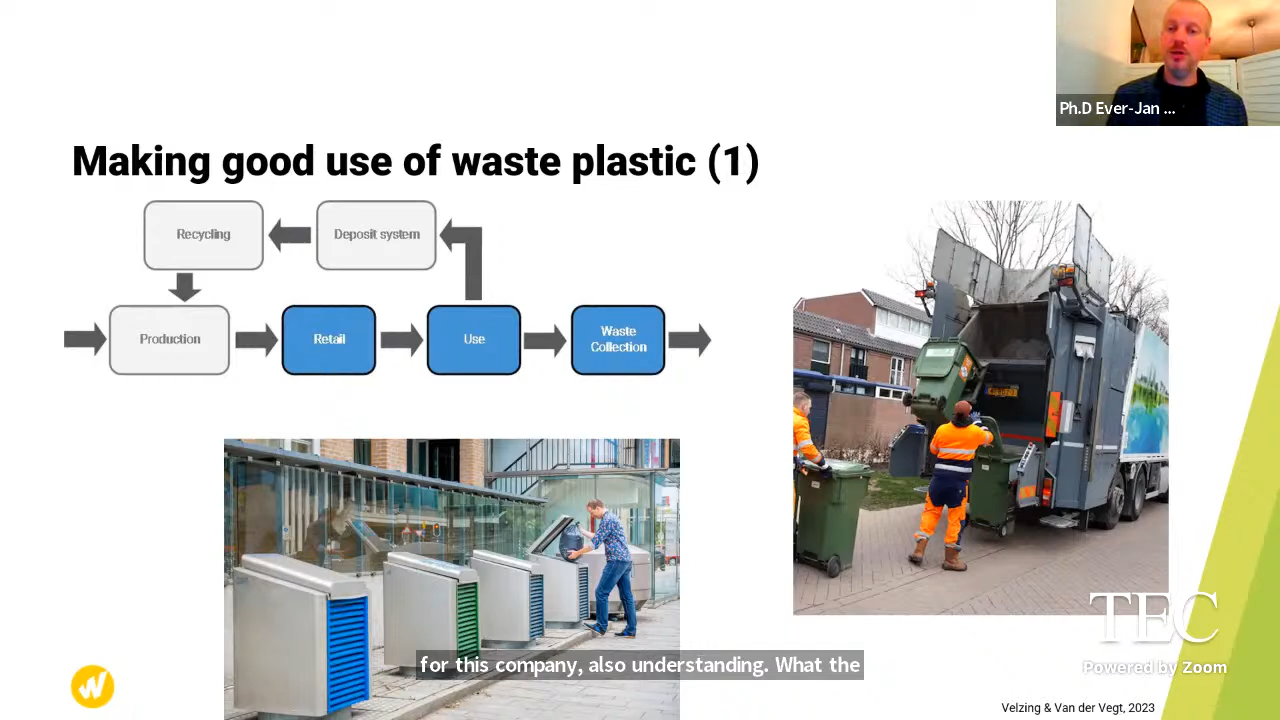 Ph.D Ever-Jan ...
Making good use of waste plastic (1)
Recycling
Deposit system
Production
Retail
Use
Waste
Collection
for this company, also understanding. What the
TEC
Powered by Zoom
Velzing & Van der Vegt, 2023